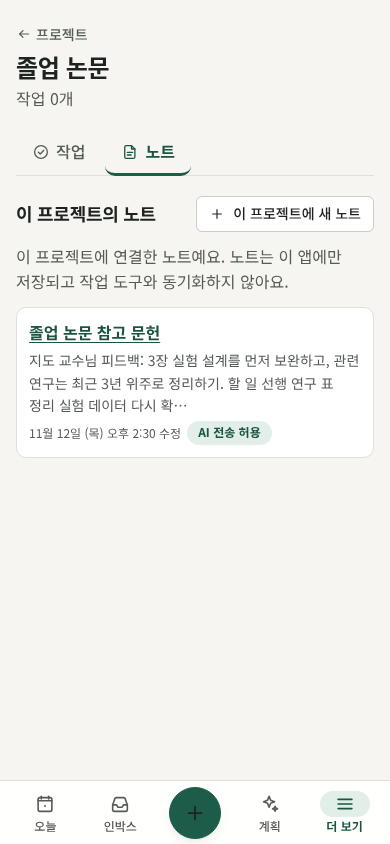 ← 프로젝트
졸업 논문
작업 0개
작업
노트
이 프로젝트의 노트
+ 이 프로젝트에 새 노트
이 프로젝트에 연결한 노트예요. 노트는 이 앱에만
저장되고 작업 도구와 동기화하지 않아요.
졸업 논문 참고 문헌
지도 교수님 피드백: 3장 실험 설계를 먼저 보완하고, 관련
연구는 최근 3년 위주로 정리하기. 할 일 선행 연구 표
정리 실험 데이터 다시 확…
11월 12일 (목) 오후 2:30 수정
AI 전송 허용
오늘
인박스
계획
더 보기